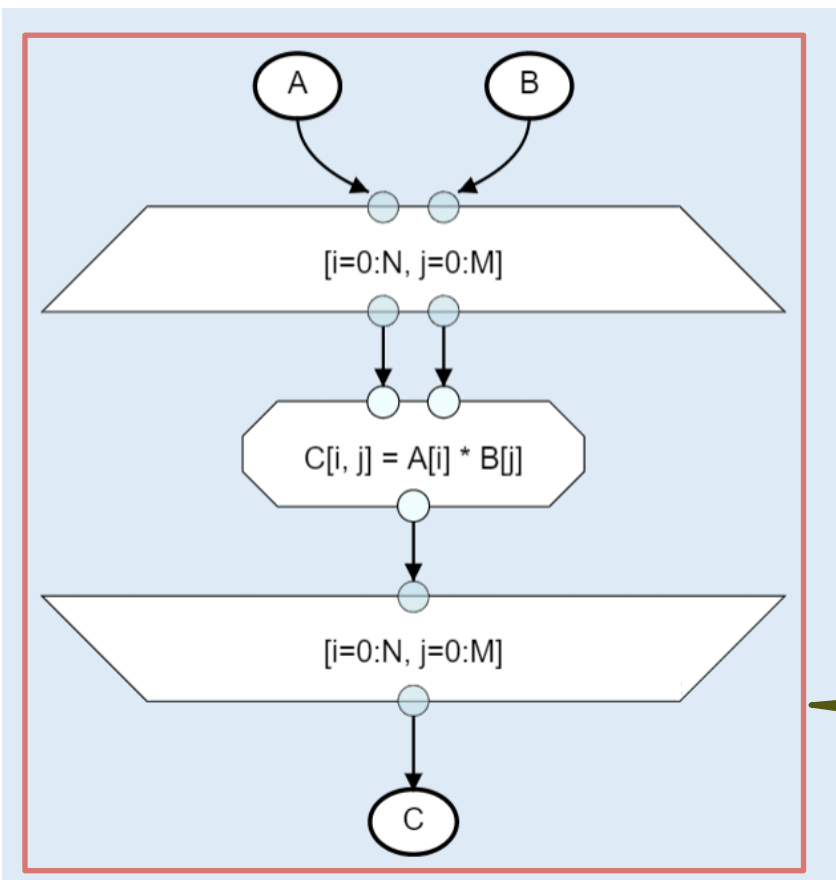 A
B
[i=0:N, j=0:M]
C[i, j] = A[i] * B[j]
[i=0:N, j=0:M]
C